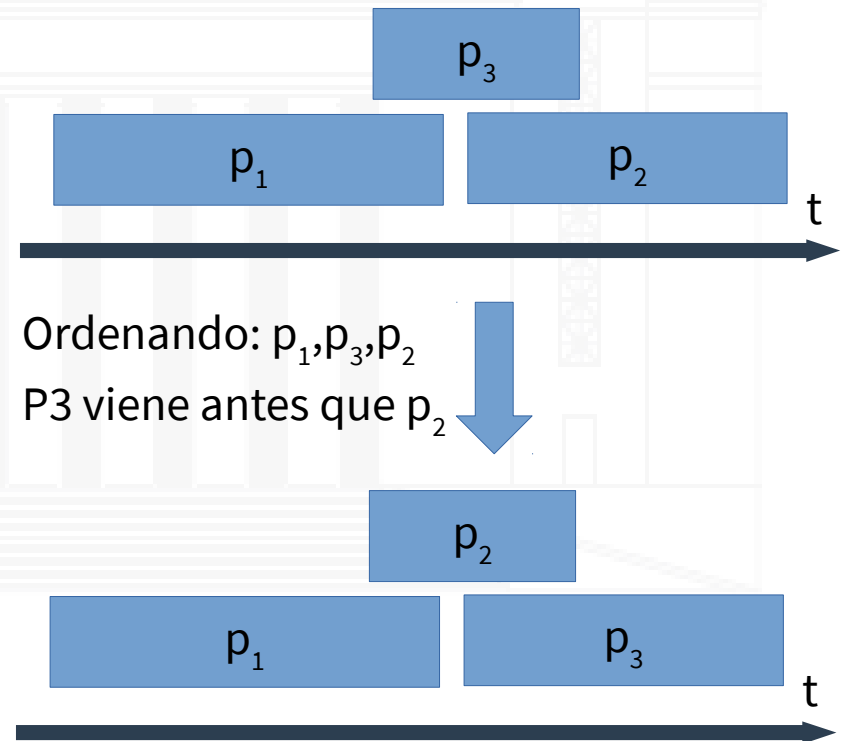 p₃
p₁
p₂
t
Ordenando: p₁,p₃,p₂
P3 viene antes que p₂
p₂
p₁
p₃
t